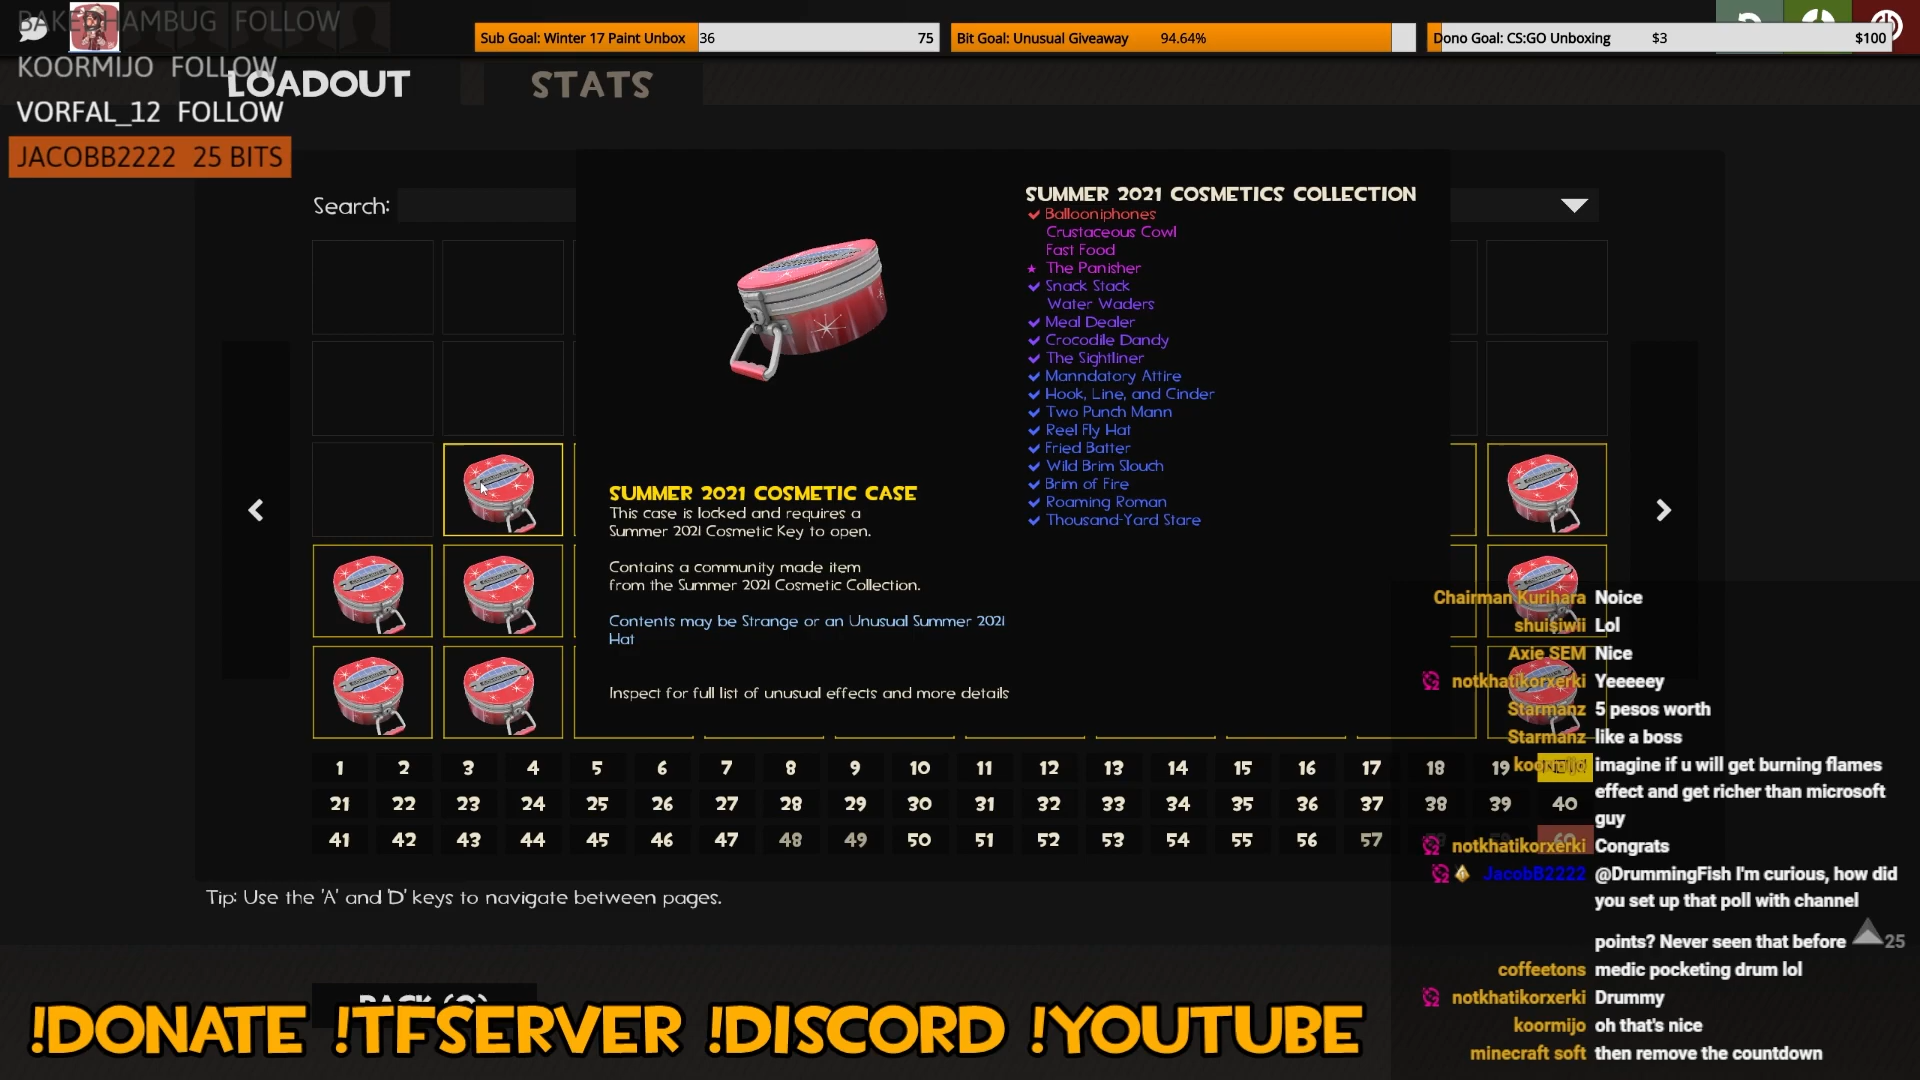 BAKERHAMBUG FOLLOW
KOORMIJO FOLLOW
VORFAL_12 FOLLOW
JACOBB2222 25 BITS
Sub Goal: Winter 17 Paint Unbox 36 75
Bit Goal: Unusual Giveaway 94.64%
Dono Goal: CS:GO Unboxing $3 $100
LOADOUT STATS
Search:
SUMMER 2021 COSMETICS COLLECTION
Ballooniphones
Crustaceous Cowl
Fast Food
The Panisher
Snack Stack
Water Waders
Meal Dealer
Crocodile Dandy
The Sightliner
Manndatory Attire
Hook, Line, and Cinder
Two Punch Mann
Reel Fly Hat
Fried Batter
Wild Brim Slouch
Brim of Fire
Roaming Roman
Thousand-Yard Stare
SUMMER 2021 COSMETIC CASE
This case is locked and requires a
Summer 2021 Cosmetic Key to open.
Contains a community made item
from the Summer 2021 Cosmetic Collection.
Contents may be Strange or an Unusual Summer 2021
Hat
Inspect for full list of unusual effects and more details
1 2 3 4 5 6 7 8 9 10 11 12 13 14 15 16 17 18 19
21 22 23 24 25 26 27 28 29 30 31 32 33 34 35 36 37 38 39 40
41 42 43 44 45 46 47 48 49 50 51 52 53 54 55 56 57 60
Tip: Use the 'A' and 'D' keys to navigate between pages.
Chairman Kurihara Noice
shuisiwii Lol
Axie SEM Nice
notkhatikorxerki Yeeeeey
Starmanz 5 pesos worth
Starmanz like a boss
koormijo imagine if u will get burning flames
effect and get richer than microsoft
guy
notkhatikorxerki Congrats
JacobB2222 @DrummingFish I'm curious, how did
you set up that poll with channel
points? Never seen that before 25
coffeetons medic pocketing drum lol
notkhatikorxerki Drummy
koormijo oh that's nice
minecraft soft then remove the countdown
BACK (Q)
!DONATE !TFSERVER !DISCORD !YOUTUBE